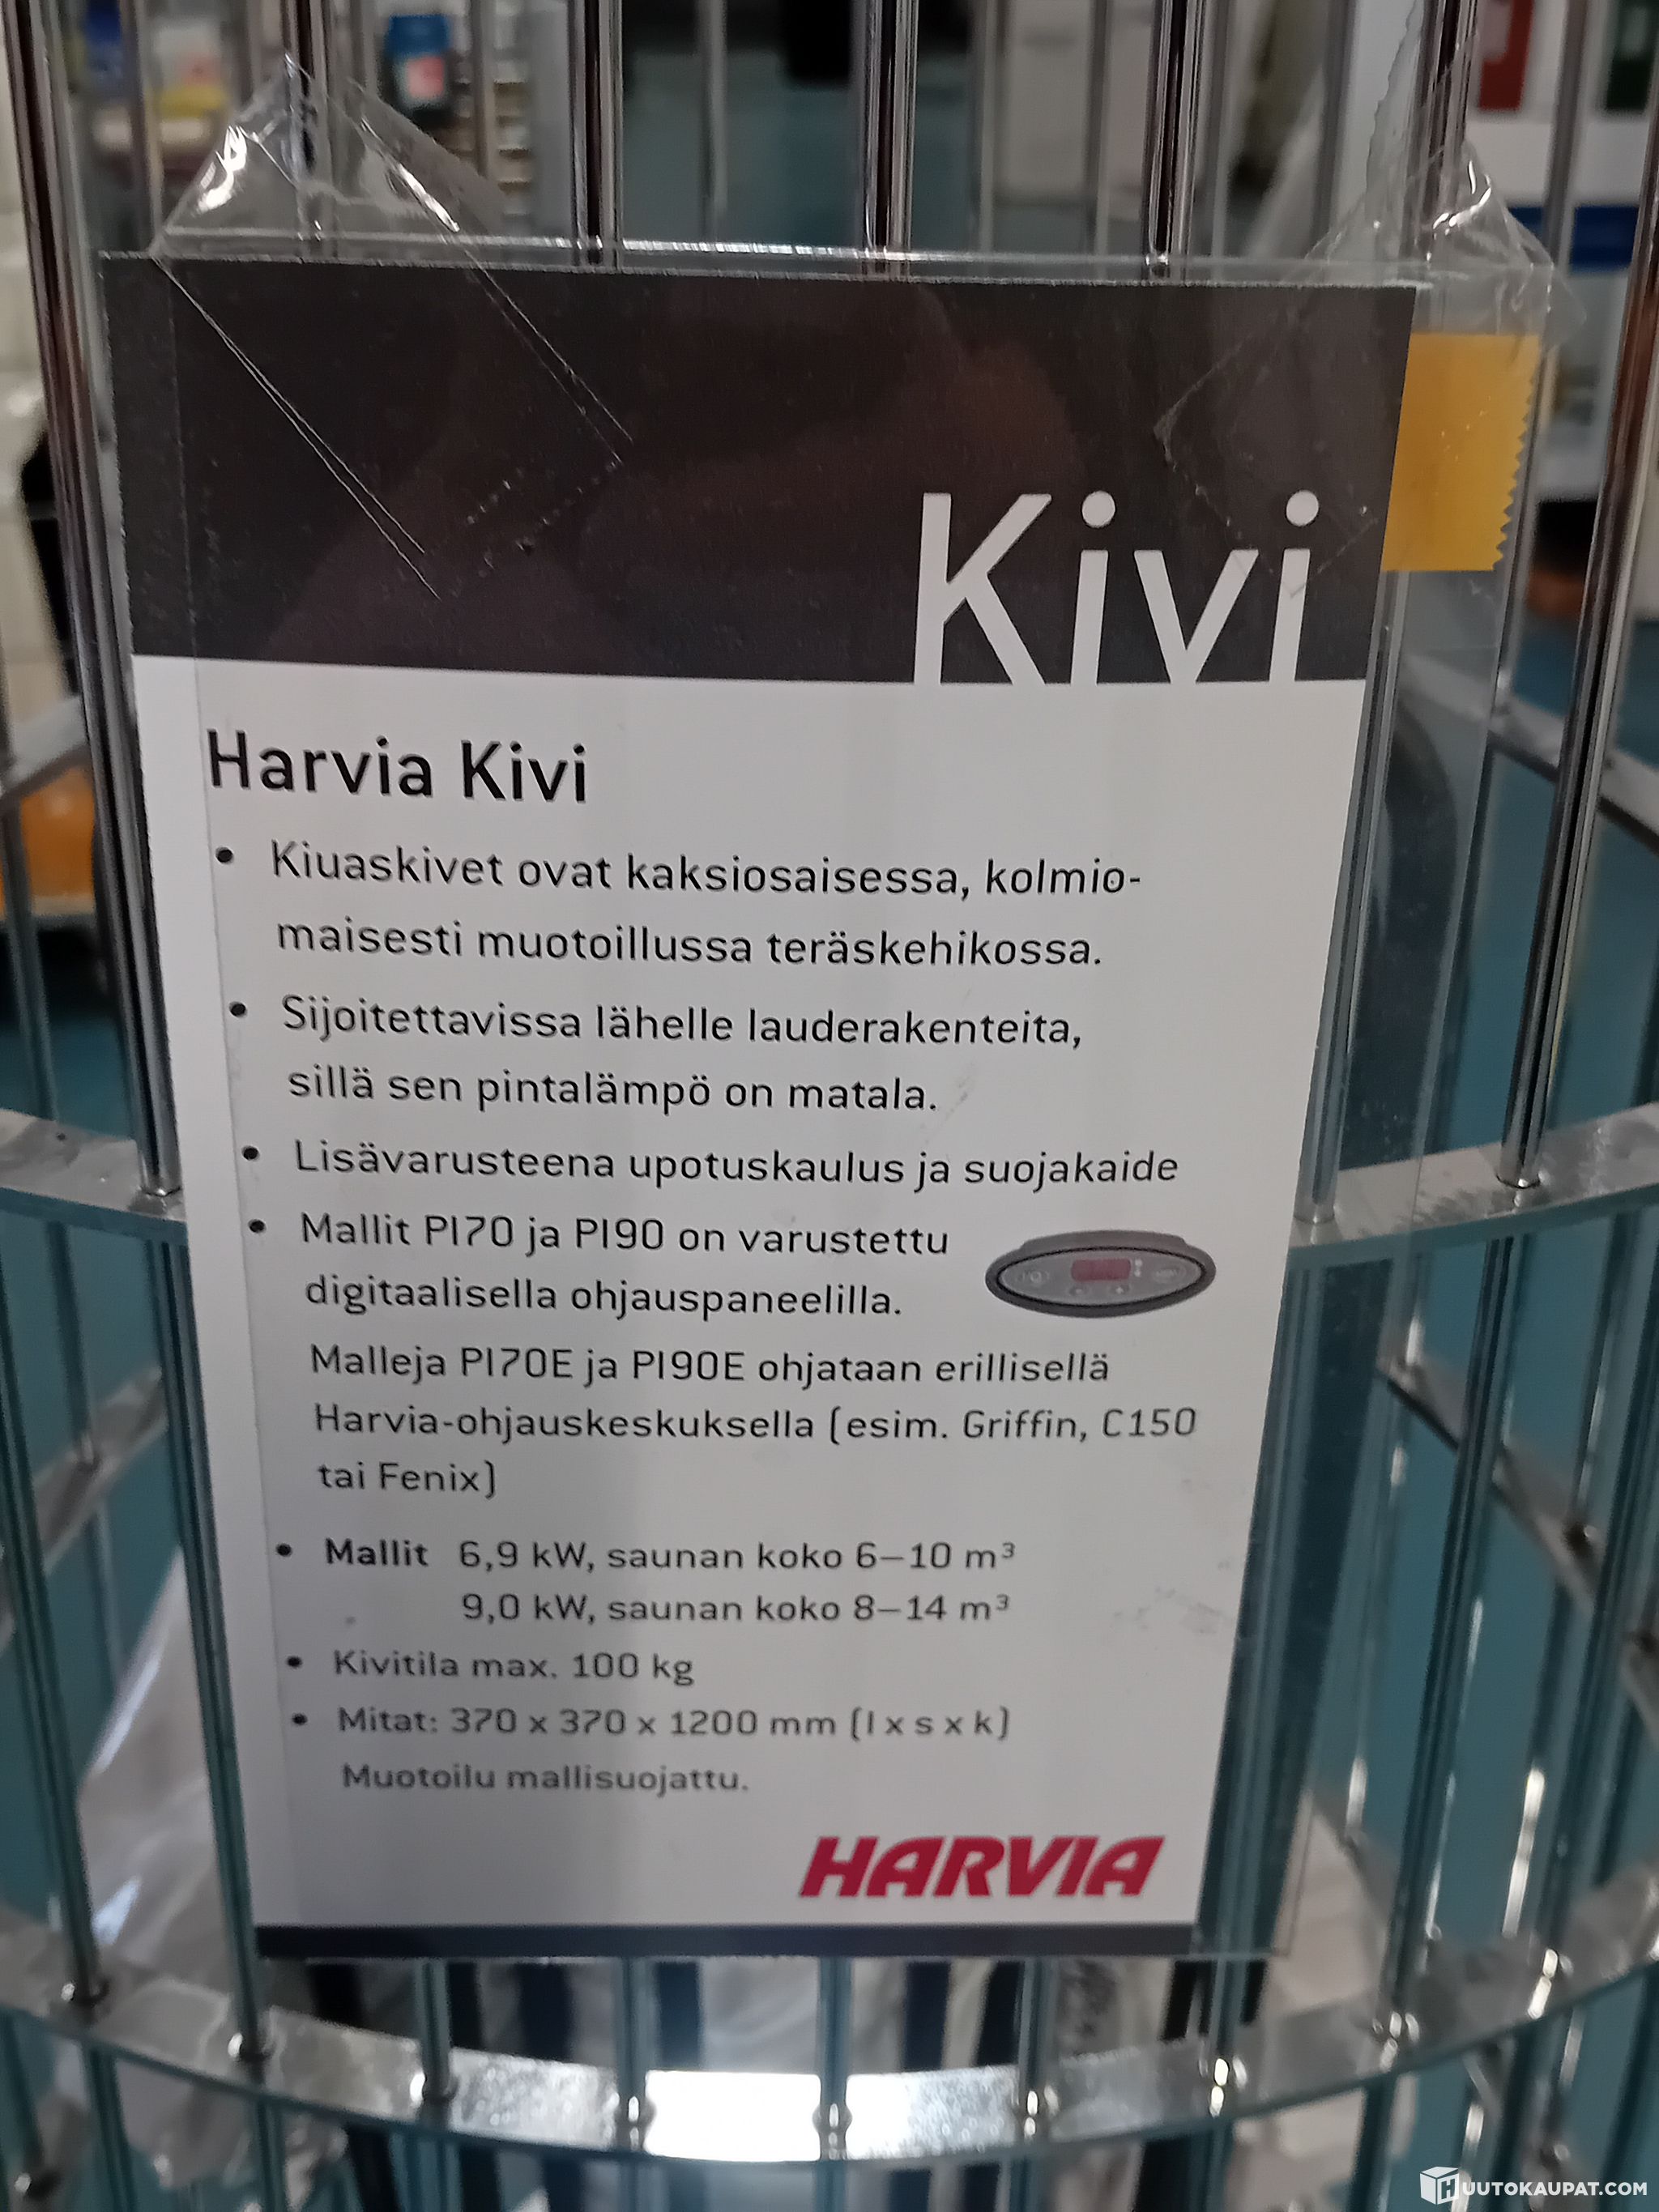 Kivi
Harvia Kivi
• Kiuaskivet ovat kaksiosaisessa, kolmio-
maisesti muotoillussa teräskehikossa.
• Sijoitettavissa lähelle lauderakenteita,
sillä sen pintalämpö on matala.
• Lisävarusteena upotuskaulus ja suojakaide
• Mallit PI70 ja PI90 on varustettu
digitaalisella ohjauspaneelilla.
Malleja PI70E ja PI90E ohjataan erillisellä
Harvia-ohjauskeskuksella (esim. Griffin, C150
tai Fenix)
• Mallit 6,9 kW, saunan koko 6–10 m³
9,0 kW, saunan koko 8–14 m³
• Kivitila max. 100 kg
• Mitat: 370 x 370 x 1200 mm (l x s x k)
Muotoilu mallisuojattu.
HARVIA
HUUTOKAUPAT.COM